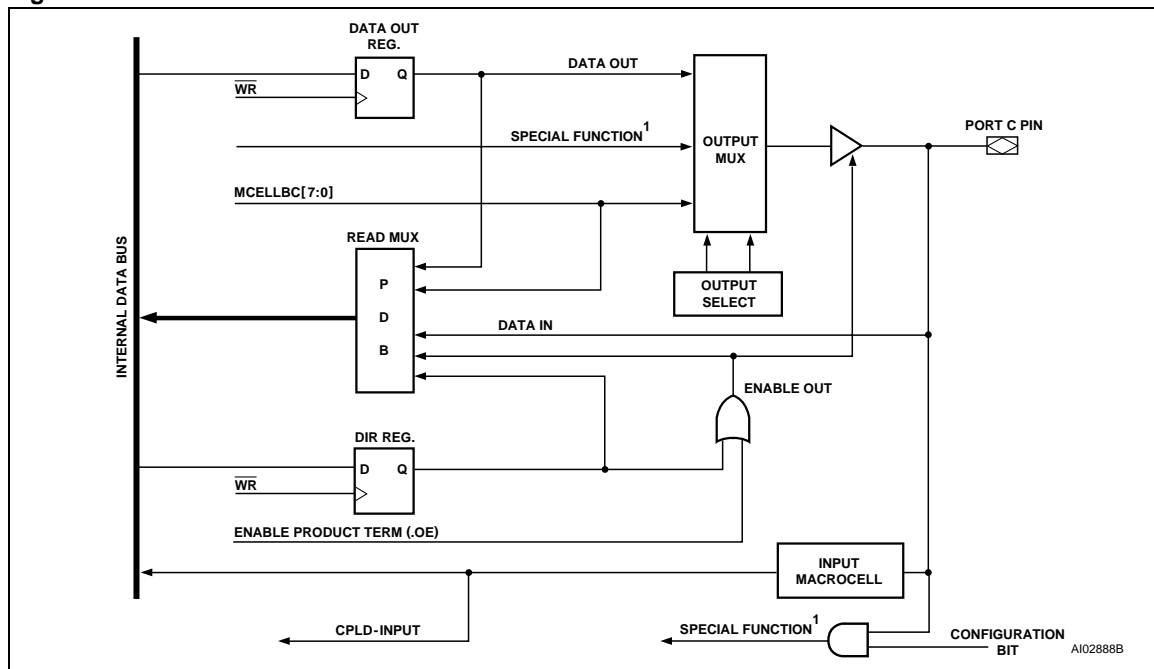 DATA OUT
REG.
D Q
WR
DATA OUT
SPECIAL FUNCTION1
OUTPUT
MUX
PORT C PIN
MCELLBC[7:0]
READ MUX
P
D
B
OUTPUT
SELECT
INTERNAL DATA BUS
DATA IN
ENABLE OUT
DIR REG.
D Q
WR
ENABLE PRODUCT TERM (.OE)
INPUT
MACROCELL
CPLD-INPUT
SPECIAL FUNCTION1
CONFIGURATION
BIT
AI02888B